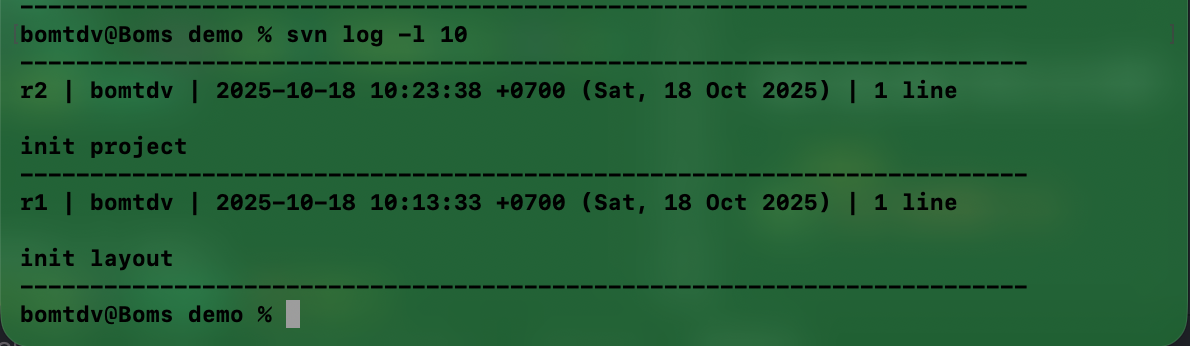 ------------------------------------------------------------------------
bomtdv@Boms demo % svn log -l 10
------------------------------------------------------------------------
r2 | bomtdv | 2025-10-18 10:23:38 +0700 (Sat, 18 Oct 2025) | 1 line
init project
------------------------------------------------------------------------
r1 | bomtdv | 2025-10-18 10:13:33 +0700 (Sat, 18 Oct 2025) | 1 line
init layout
------------------------------------------------------------------------
bomtdv@Boms demo %